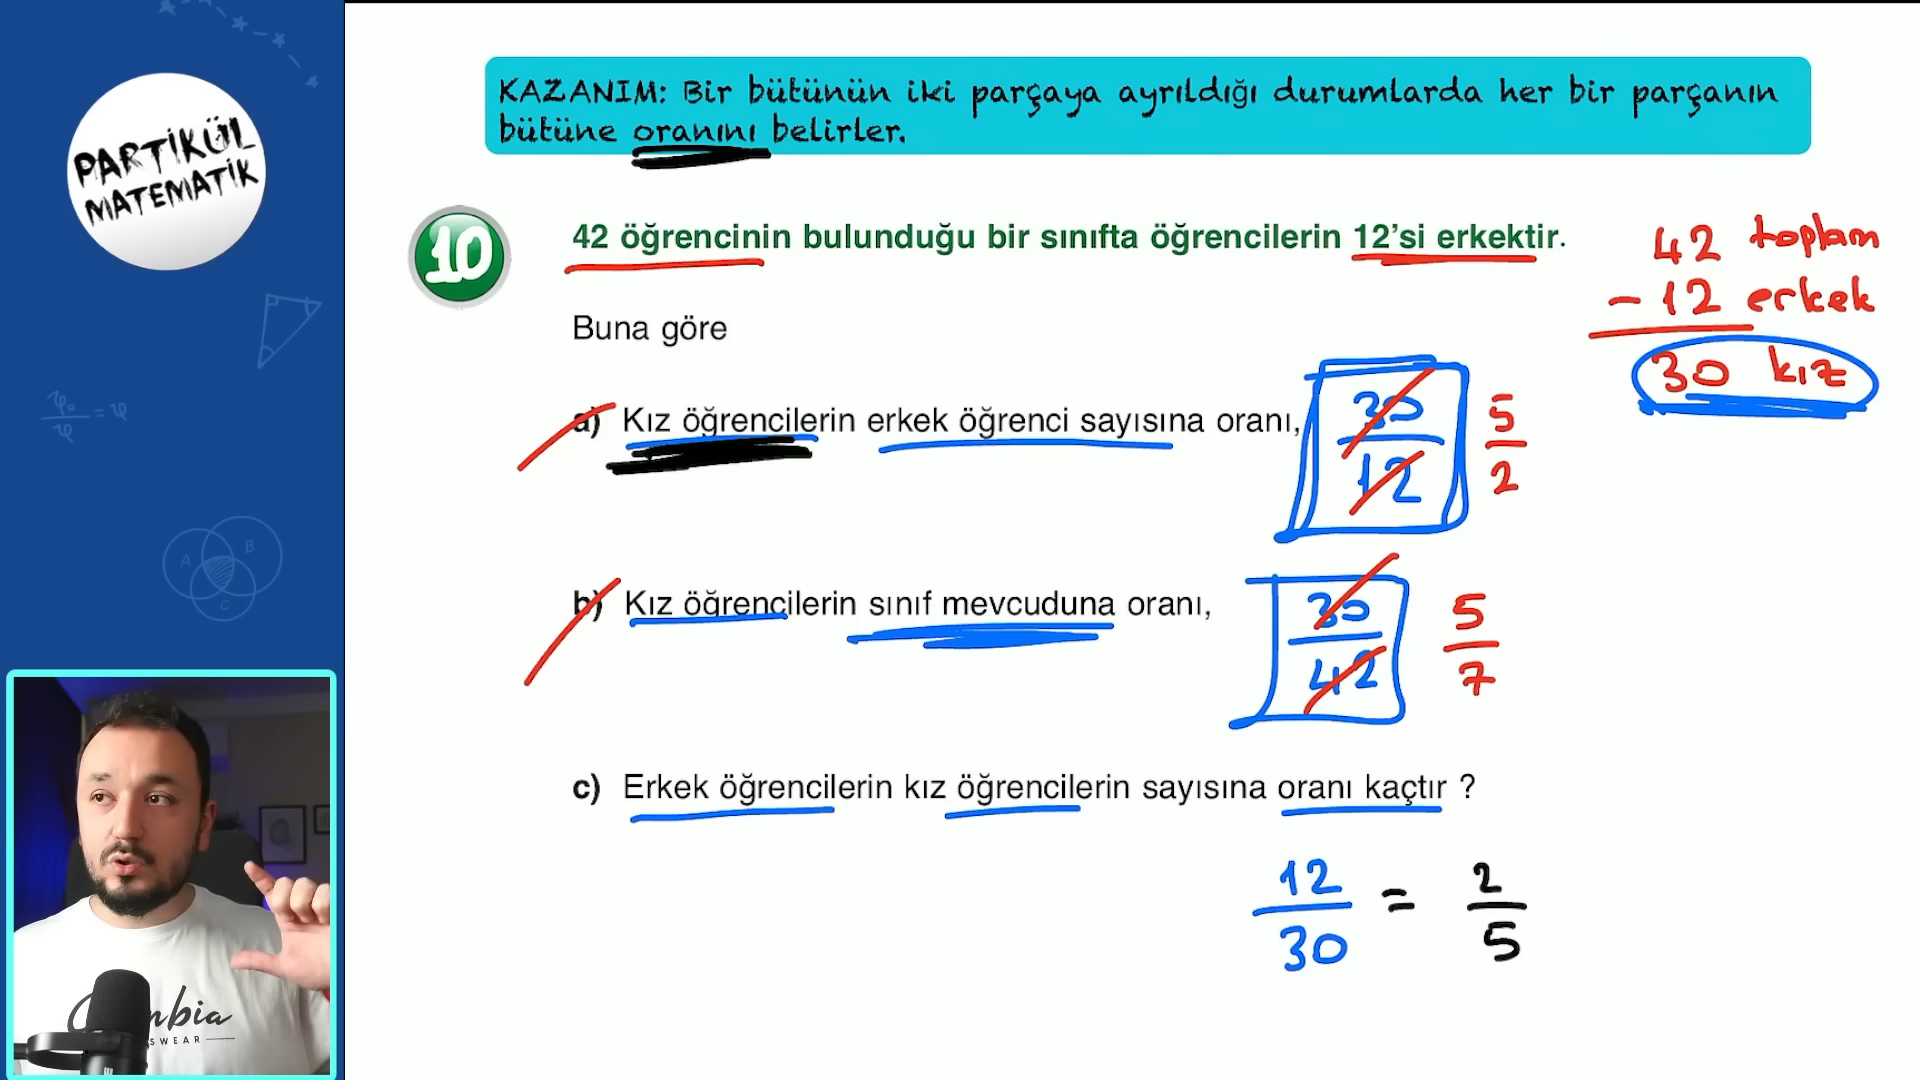 PARTİKÜL
MATEMATİK
KAZANIM: Bir bütünün iki parçaya ayrıldığı durumlarda her bir parçanın
bütüne oranını belirler.
10
42 öğrencinin bulunduğu bir sınıfta öğrencilerin 12'si erkektir.
42 toplam
- 12 erkek
30 kız
Buna göre
a) Kız öğrencilerin erkek öğrenci sayısına oranı,
30
12
5
2
b) Kız öğrencilerin sınıf mevcuduna oranı,
30
42
5
7
c) Erkek öğrencilerin kız öğrencilerin sayısına oranı kaçtır ?
12
30
=
2
5
A
B
C
SWEAR